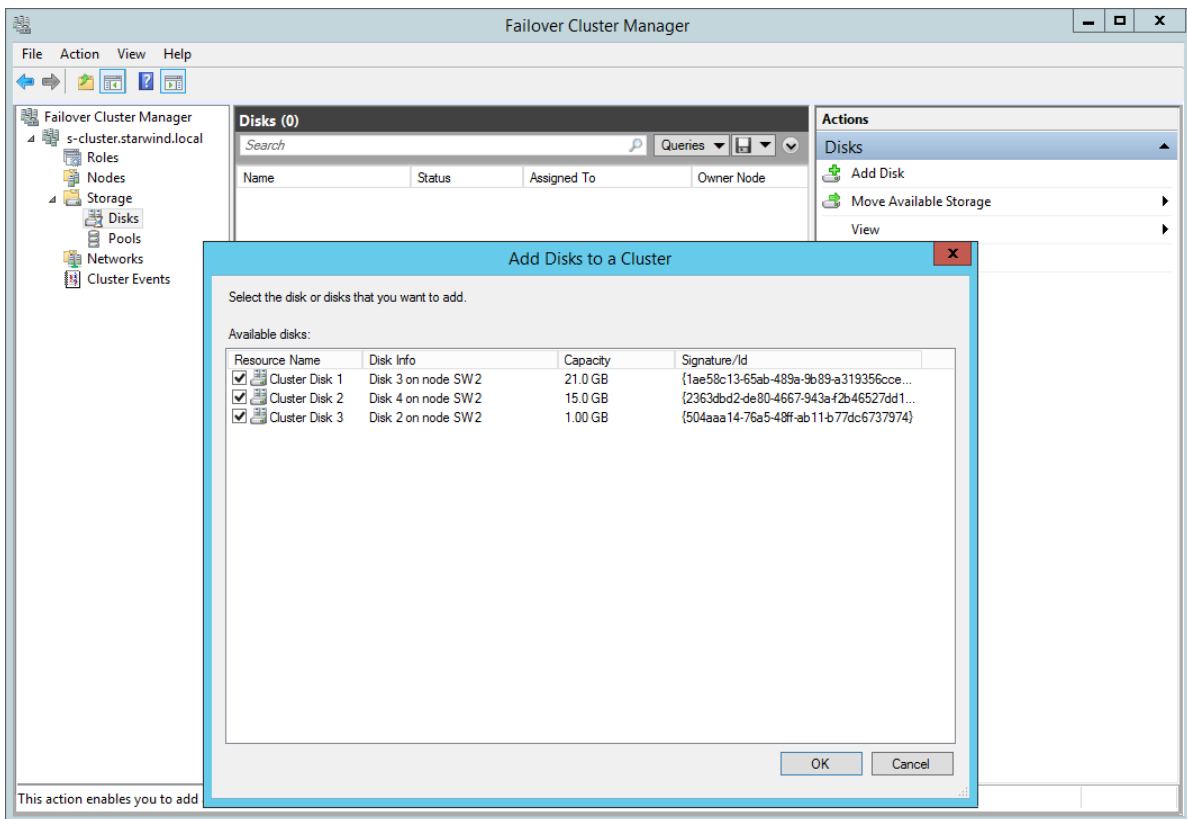 Failover Cluster Manager
File Action View Help
Failover Cluster Manager
s-cluster.starwind.local
Roles
Nodes
Storage
Disks
Pools
Networks
Cluster Events
Disks (0)
Search
Queries
Name Status Assigned To Owner Node
Actions
Disks
Add Disk
Move Available Storage
View
Add Disks to a Cluster
Select the disk or disks that you want to add.
Available disks:
Resource Name Disk Info Capacity Signature/Id
Cluster Disk 1 Disk 3 on node SW2 21.0 GB {1ae58c13-65ab-489a-9b89-a319356cce...
Cluster Disk 2 Disk 4 on node SW2 15.0 GB {2363dbd2-de80-4667-943a-f2b46527dd1...
Cluster Disk 3 Disk 2 on node SW2 1.00 GB {504aaa14-76a5-48ff-ab11-b77dc6737974}
OK Cancel
This action enables you to add